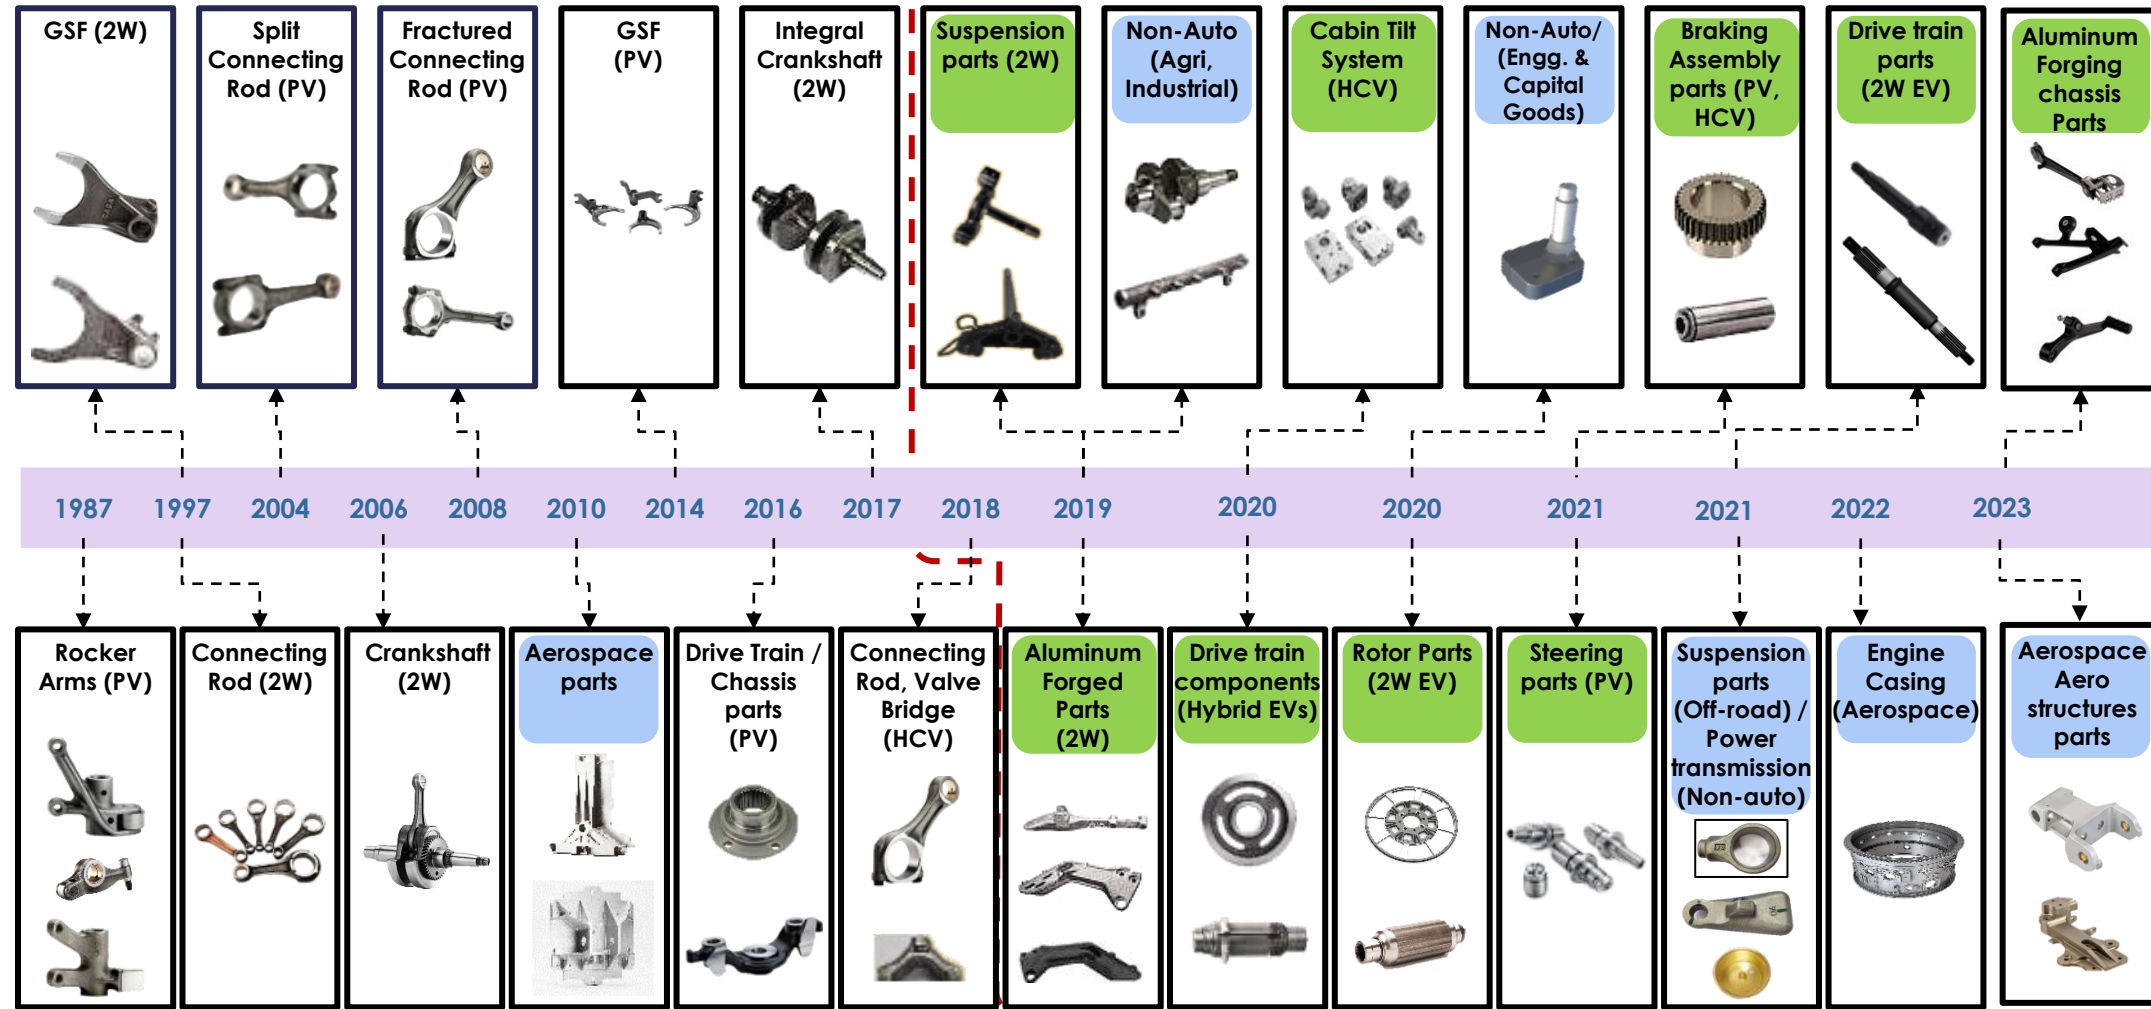 GSF (2W)
Split
Connecting
Rod (PV)
Fractured
Connecting
Rod (PV)
GSF
(PV)
Integral
Crankshaft
(2W)
Suspension
parts (2W)
Non-Auto
(Agri,
Industrial)
Cabin Tilt
System
(HCV)
Non-Auto/
(Engg. &
Capital
Goods)
Braking
Assembly
parts (PV,
HCV)
Drive train
parts
(2W EV)
Aluminum
Forging
chassis
Parts
1987 1997 2004 2006 2008 2010 2014 2016 2017 2018 2019 2020 2020 2021 2021 2022 2023
Rocker
Arms (PV)
Connecting
Rod (2W)
Crankshaft
(2W)
Aerospace
parts
Drive Train /
Chassis
parts
(PV)
Connecting
Rod, Valve
Bridge
(HCV)
Aluminum
Forged
Parts
(2W)
Drive train
components
(Hybrid EVs)
Rotor Parts
(2W EV)
Steering
parts (PV)
Suspension
parts
(Off-road) /
Power
transmission
(Non-auto)
Engine
Casing
(Aerospace)
Aerospace
Aero
structures
parts